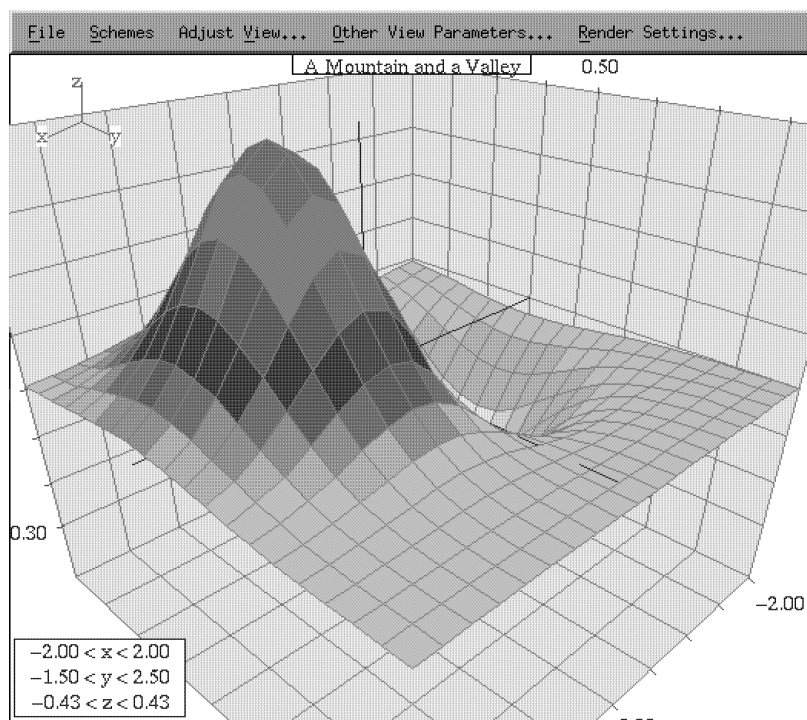 File Schemes Adjust View... Other View Parameters... Render Settings...
A Mountain and a Valley
0.50
z
x y
0.30
−2.00
−2.00 < x < 2.00
−1.50 < y < 2.50
−0.43 < z < 0.43